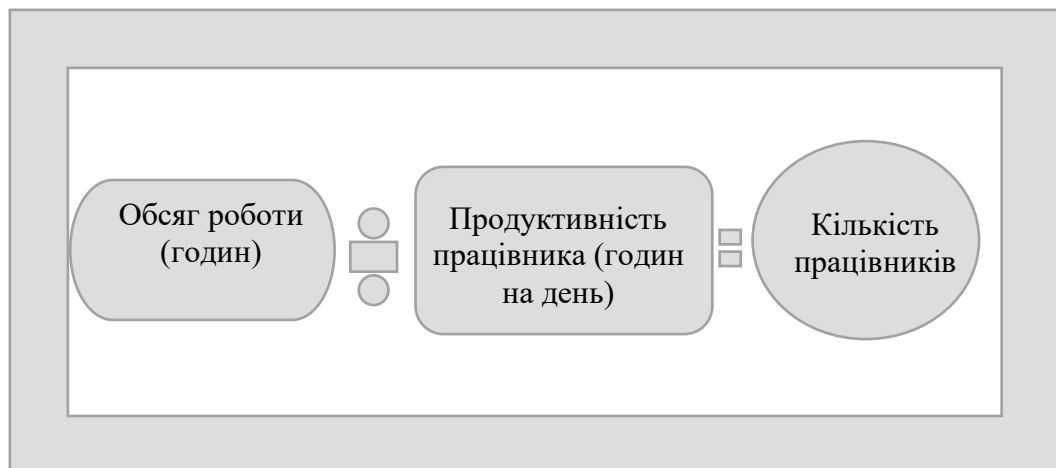 Обсяг роботи
(годин)
Продуктивність
працівника (годин
на день)
Кількість
працівників